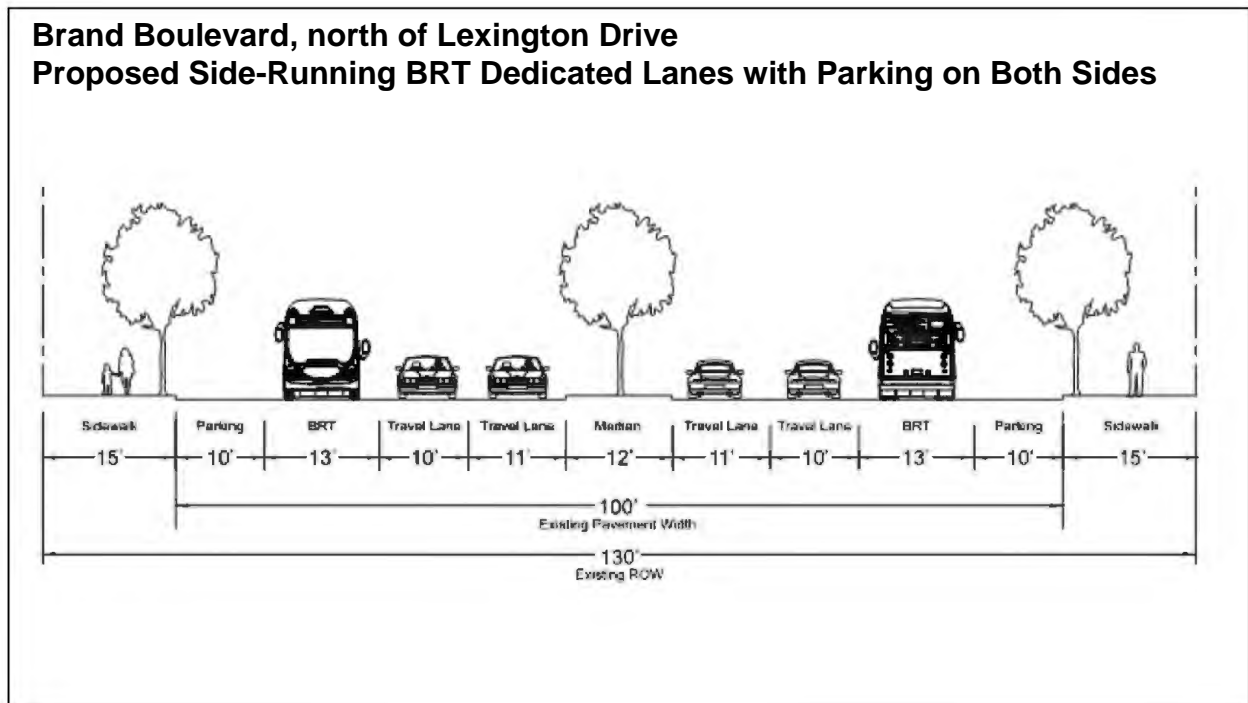 Brand Boulevard, north of Lexington Drive
Proposed Side-Running BRT Dedicated Lanes with Parking on Both Sides
Sidewalk Parking BRT Travel Lane Travel Lane Median Travel Lane Travel Lane BRT Parking Sidewalk
15' 10' 13' 10' 11' 12' 11' 10' 13' 10' 15'
100'
Existing Pavement Width
130'
Existing ROW